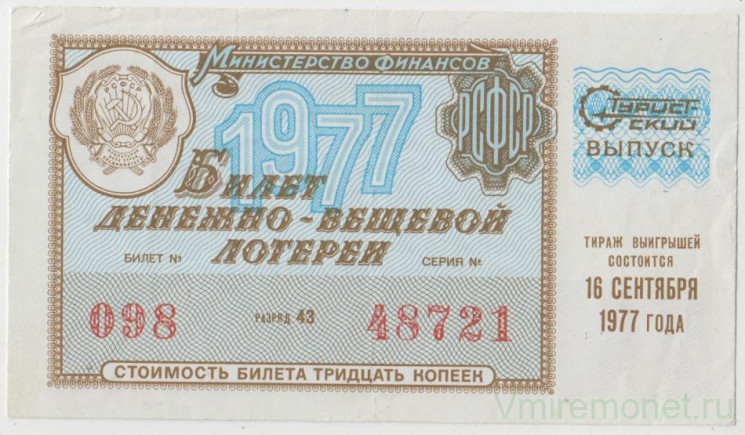 Министерство Финансов
РСФСР
1977
Билет
денежно-вещевой
лотереи
БИЛЕТ № СЕРИЯ №
098 РАЗРЯД 43 48721
СТОИМОСТЬ БИЛЕТА ТРИДЦАТЬ КОПЕЕК
Туристский
ВЫПУСК
ТИРАЖ ВЫИГРЫШЕЙ
СОСТОИТСЯ
16 СЕНТЯБРЯ
1977 ГОДА
Vmiremonet.ru